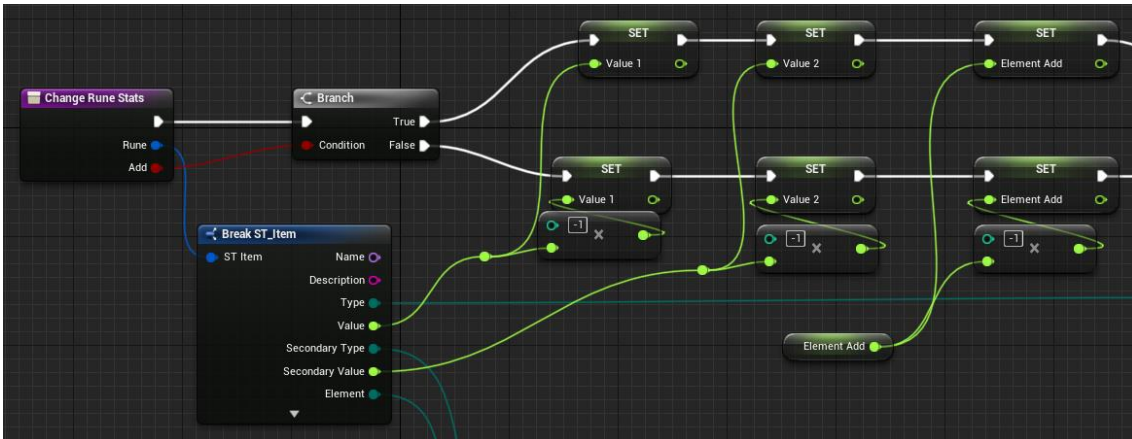 SET
SET
SET
Value 1
Value 2
Element Add
Change Rune Stats
Branch
True
Rune
Condition
False
Add
SET
SET
SET
Value 1
Value 2
Element Add
-1
×
-1
×
-1
×
Break ST_Item
ST Item
Name
Description
Type
Value
Secondary Type
Secondary Value
Element
Element Add